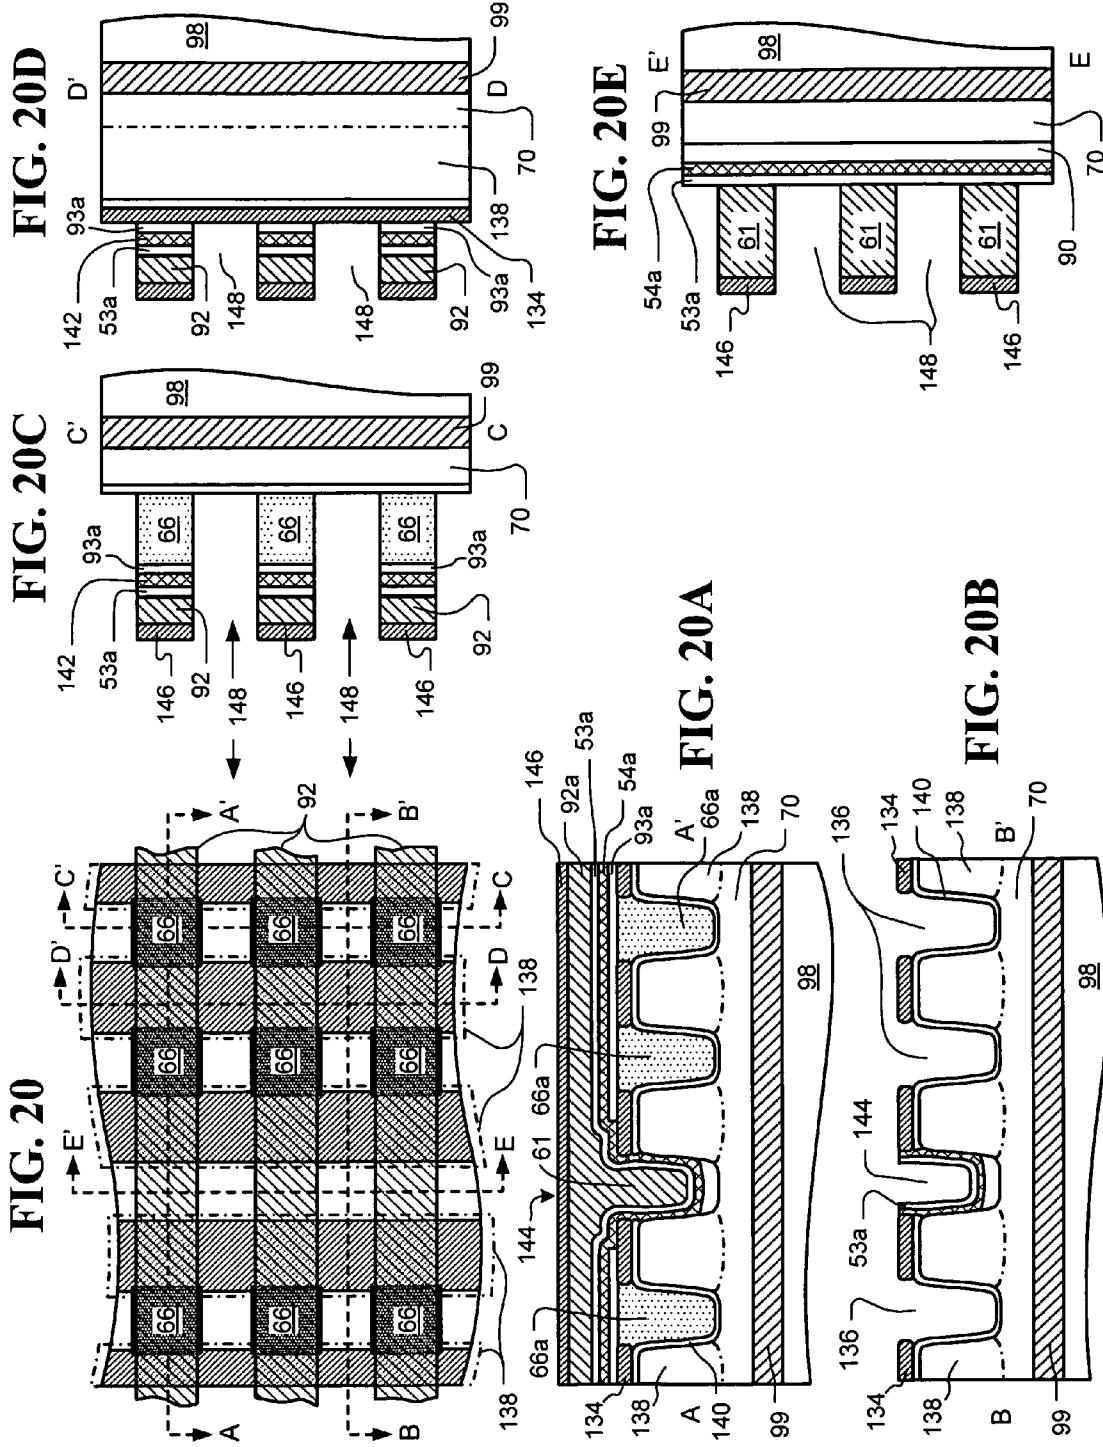 FIG. 20
E'
D'
C'
66
66
66
A'
66
66
66
92
B'
66
66
66
A
B
E
D
C
138
138
138
FIG. 20C
142
53a
93a
C'
66
66
66
98
146
92
148
146
148
146
92
93a
70
C
99
FIG. 20D
142
53a
93a
D'
98
92
148
148
92
93a
134
138
70
D
99
FIG. 20E
54a
53a
99
E'
98
61
61
61
146
148
146
90
70
E
FIG. 20A
144
61
66a
66a
146
92a
53a
54a
93a
A'
66a
138
70
98
134
138
A
140
99
FIG. 20B
136
53a
144
136
134
140
138
B'
70
98
134
138
B
99